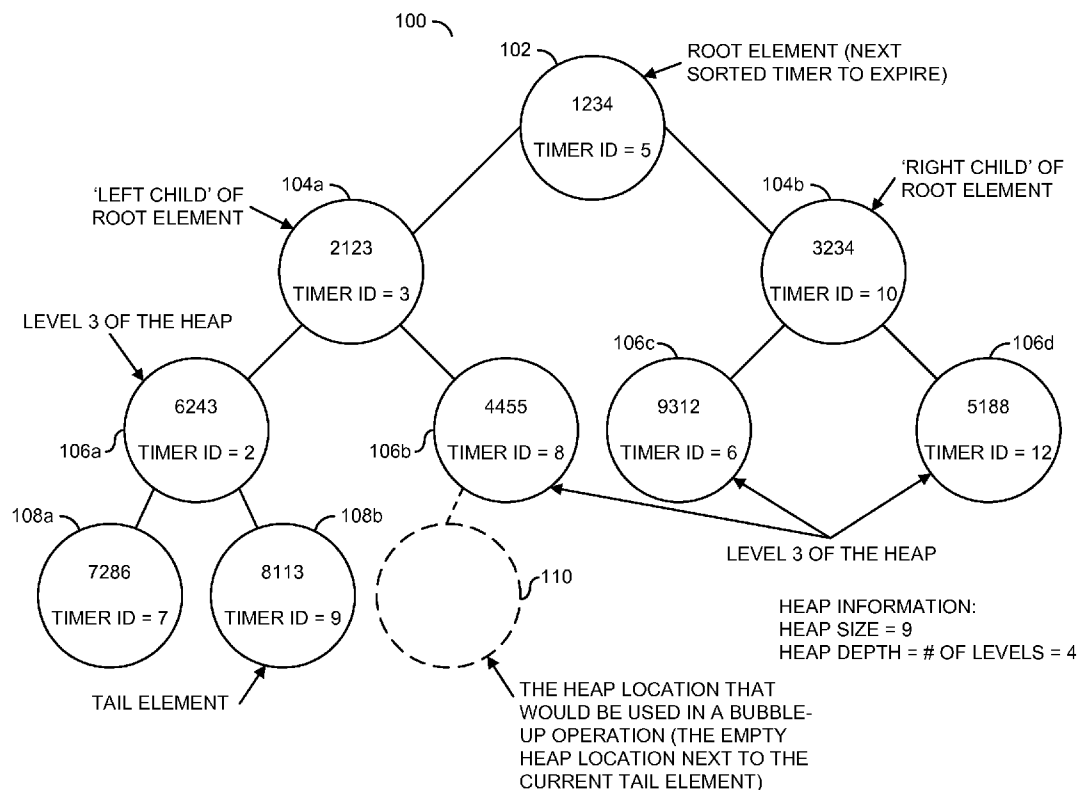 100
102
ROOT ELEMENT (NEXT
SORTED TIMER TO EXPIRE)
1234
TIMER ID = 5
'LEFT CHILD' OF
ROOT ELEMENT
104a
104b
'RIGHT CHILD' OF
ROOT ELEMENT
2123
TIMER ID = 3
3234
TIMER ID = 10
LEVEL 3 OF THE HEAP
106c
106d
6243
TIMER ID = 2
4455
TIMER ID = 8
9312
TIMER ID = 6
5188
TIMER ID = 12
106a
106b
108a
108b
7286
TIMER ID = 7
8113
TIMER ID = 9
110
LEVEL 3 OF THE HEAP
HEAP INFORMATION:
HEAP SIZE = 9
HEAP DEPTH = # OF LEVELS = 4
TAIL ELEMENT
THE HEAP LOCATION THAT
WOULD BE USED IN A BUBBLE-
UP OPERATION (THE EMPTY
HEAP LOCATION NEXT TO THE
CURRENT TAIL ELEMENT)